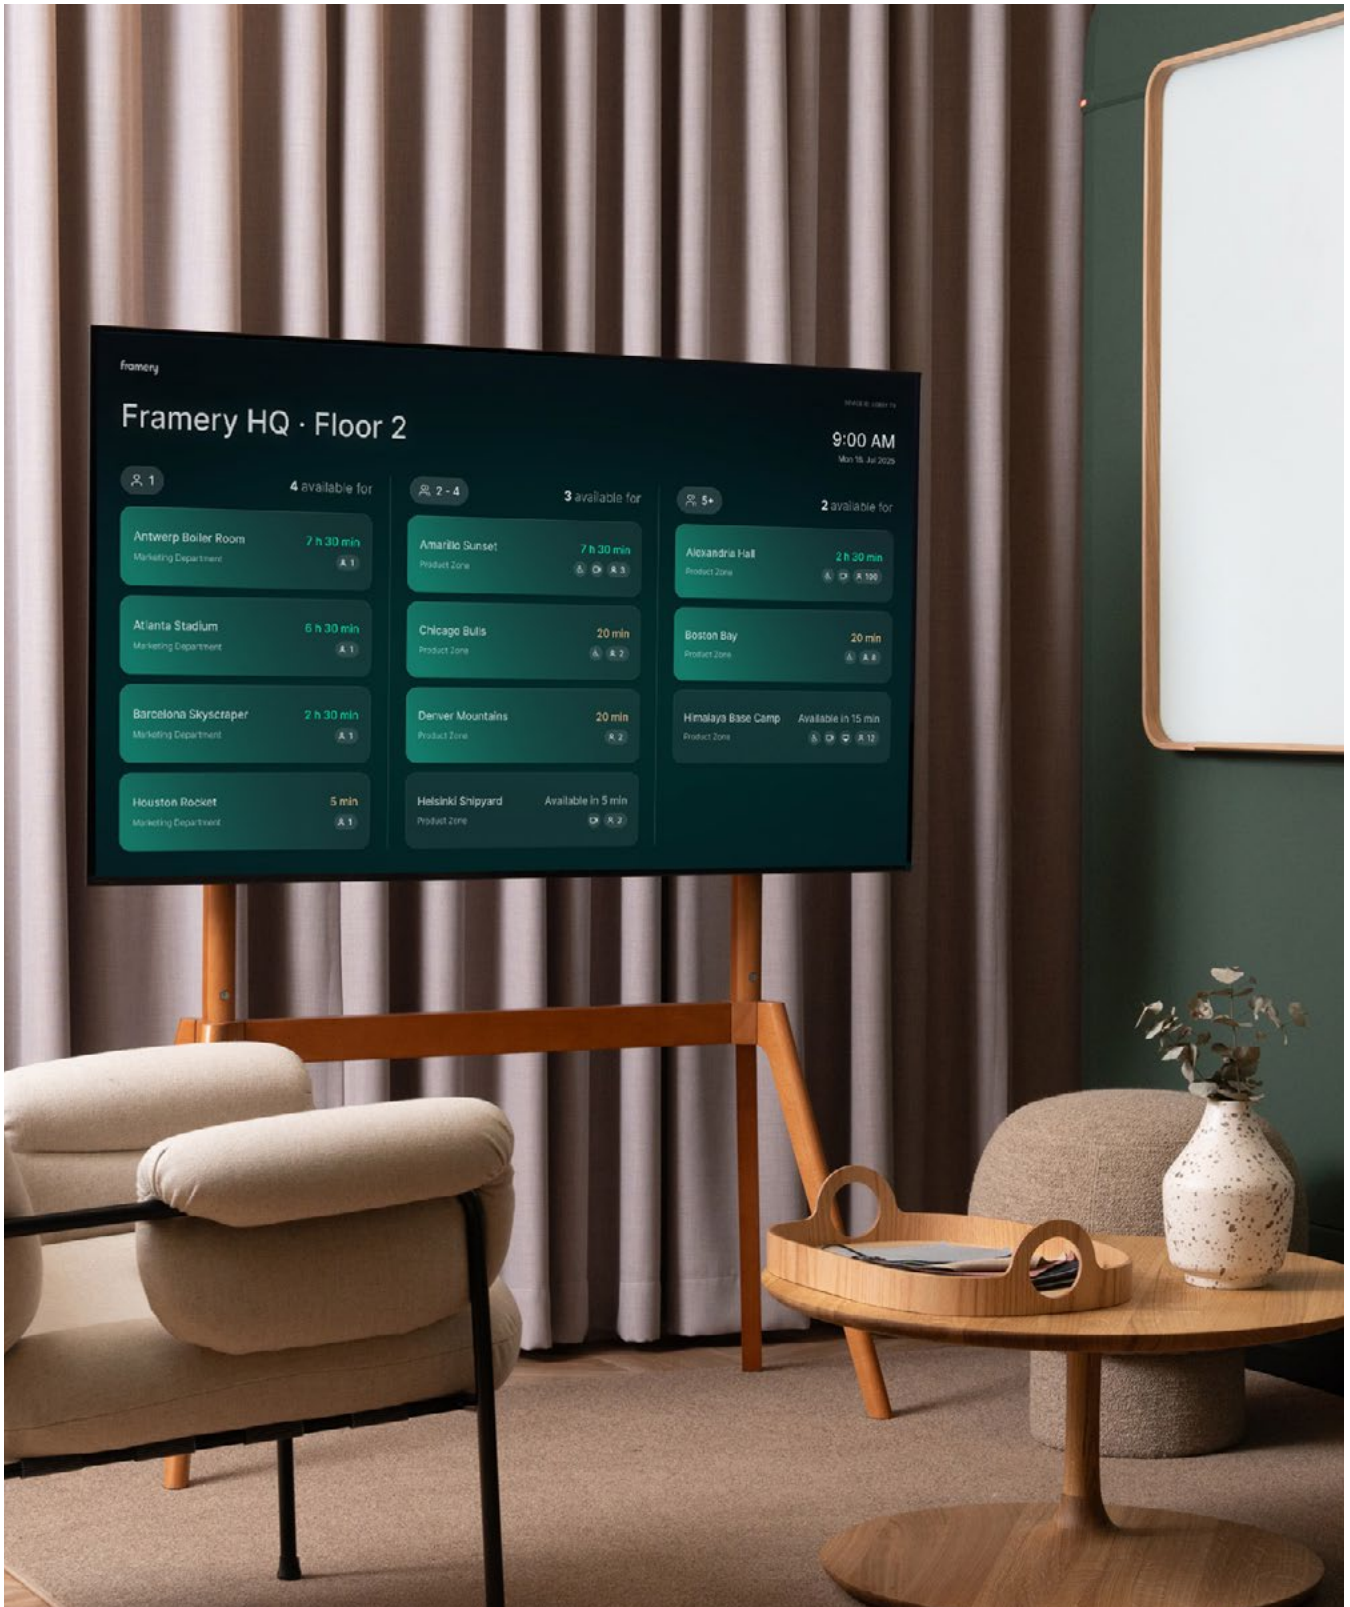 framery
Framery HQ · Floor 2
9:00 AM
Jul 2025
1
4 available for
Antwerp Boiler Room
7 h 30 min
Marketing Department
1
Atlanta Stadium
6 h 30 min
Marketing Department
1
Barcelona Skyscraper
2 h 30 min
Marketing Department
1
Houston Rocket
5 min
Marketing Department
1
2 - 4
3 available for
Amarillo Sunset
7 h 30 min
Product Zone
3
Chicago Bulls
20 min
Product Zone
2
Denver Mountains
20 min
Product Zone
2
Helsinki Shipyard
Available in 5 min
Product Zone
2
5+
2 available for
Alexandria Hall
2 h 30 min
Product Zone
100
Boston Bay
20 min
Product Zone
Himalaya Base Camp
Available in 15 min
Product Zone
12